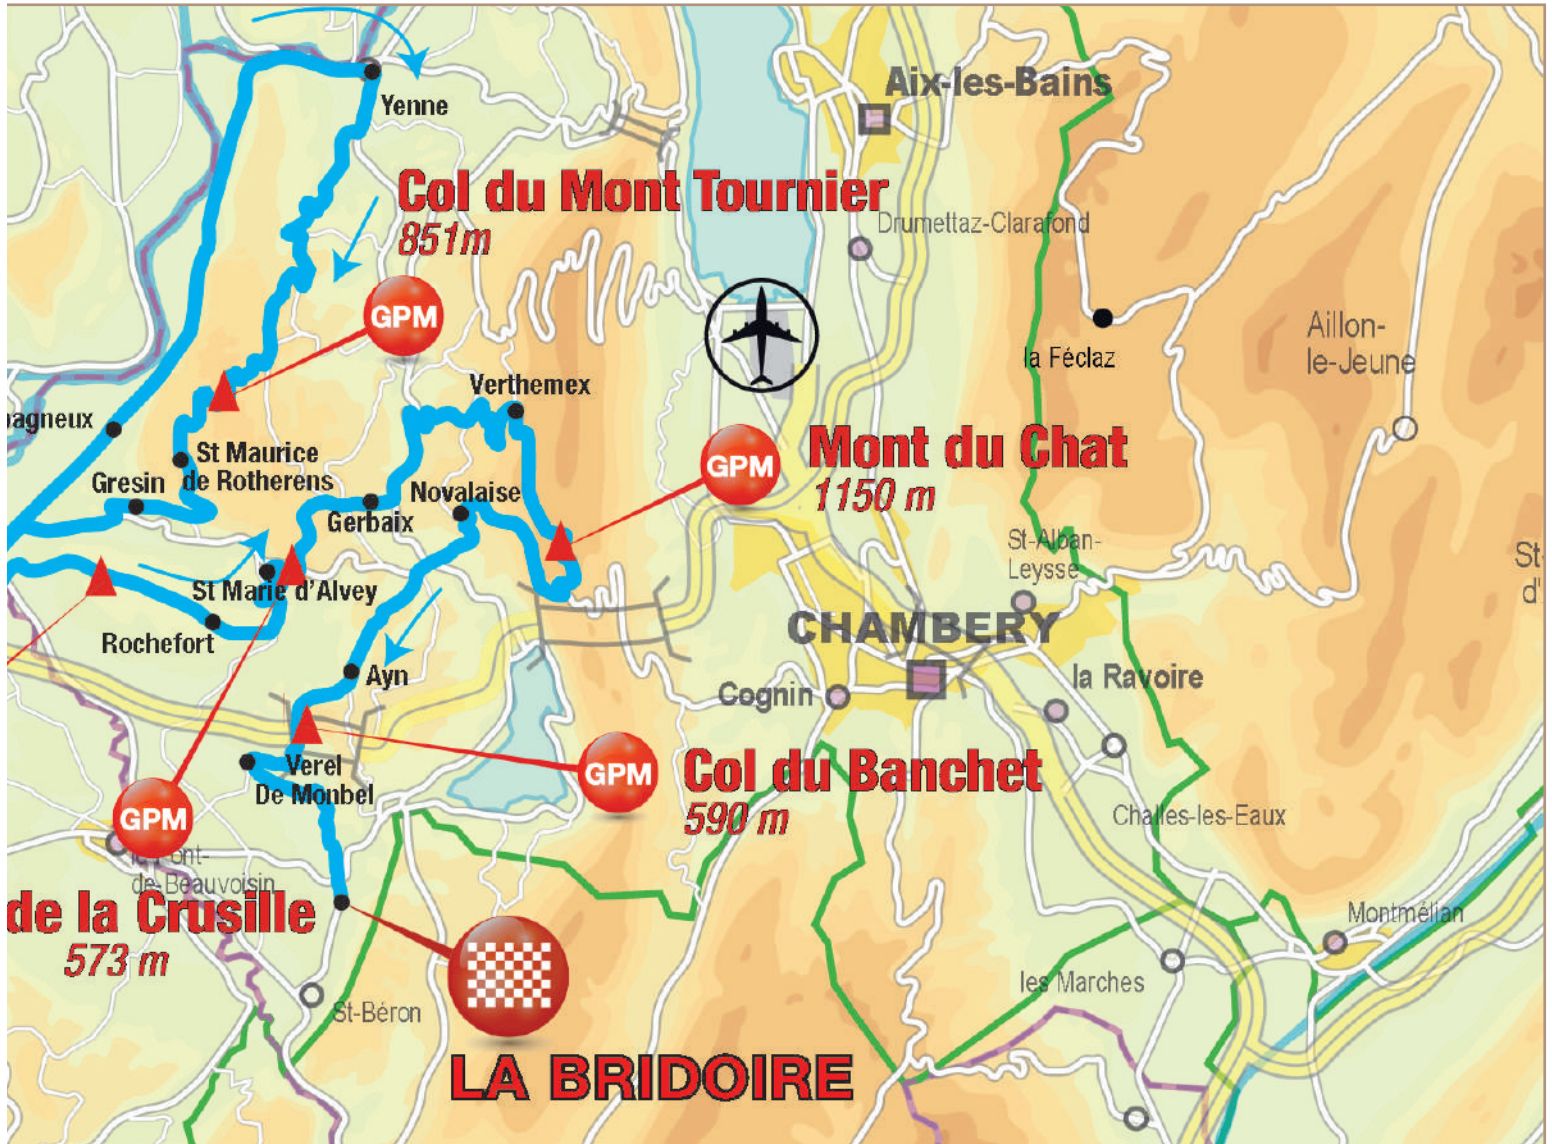 Aix-les-Bains
Yenne
Col du Mont Tournier
851m
Drumettaz-Clarafond
GPM
Aillon-
le-Jeune
la Féclaz
Verthemex
agneux
Mont du Chat
1150 m
GPM
St Maurice
de Rotherens
Gresin
Novalaise
Gerbaix
St-Alban-
Leysse
St-
d'
St Marie d'Alvey
Rochefort
CHAMBERY
Ayn
la Ravoire
Cognin
Verel
De Monbel
GPM
Col du Banchet
590 m
GPM
Challes-les-Eaux
le Pont-
de-Beauvoisin
de la Crusille
573 m
Montmélian
les Marches
St-Béron
LA BRIDOIRE